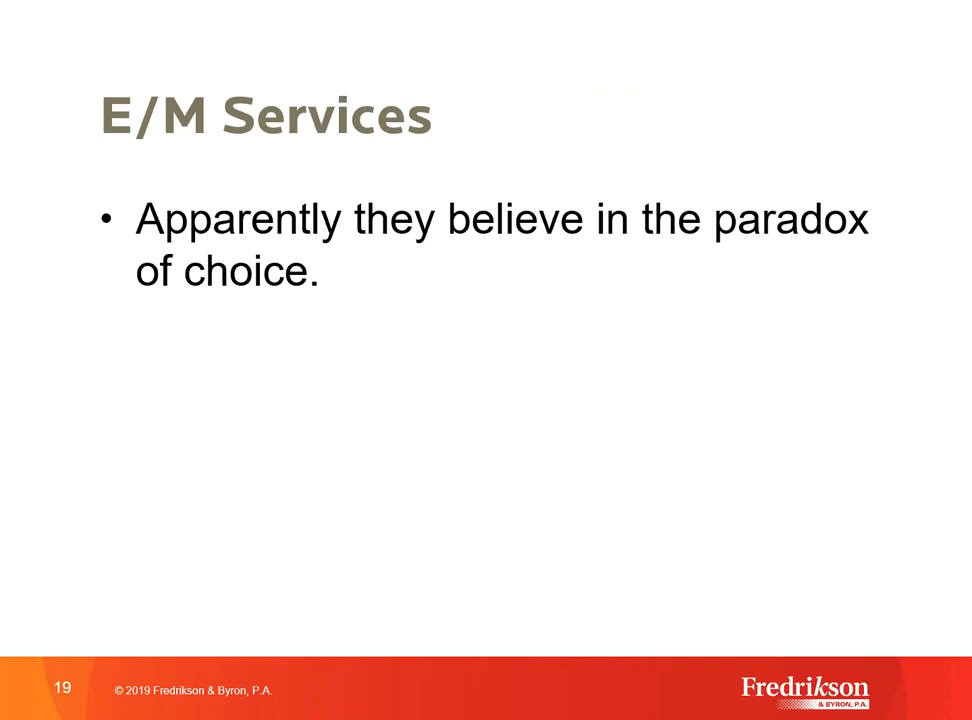 E/M Services
• Apparently they believe in the paradox
of choice.
19
© 2019 Fredrikson & Byron, P.A.
Fredrikson
& BYRON, P.A.